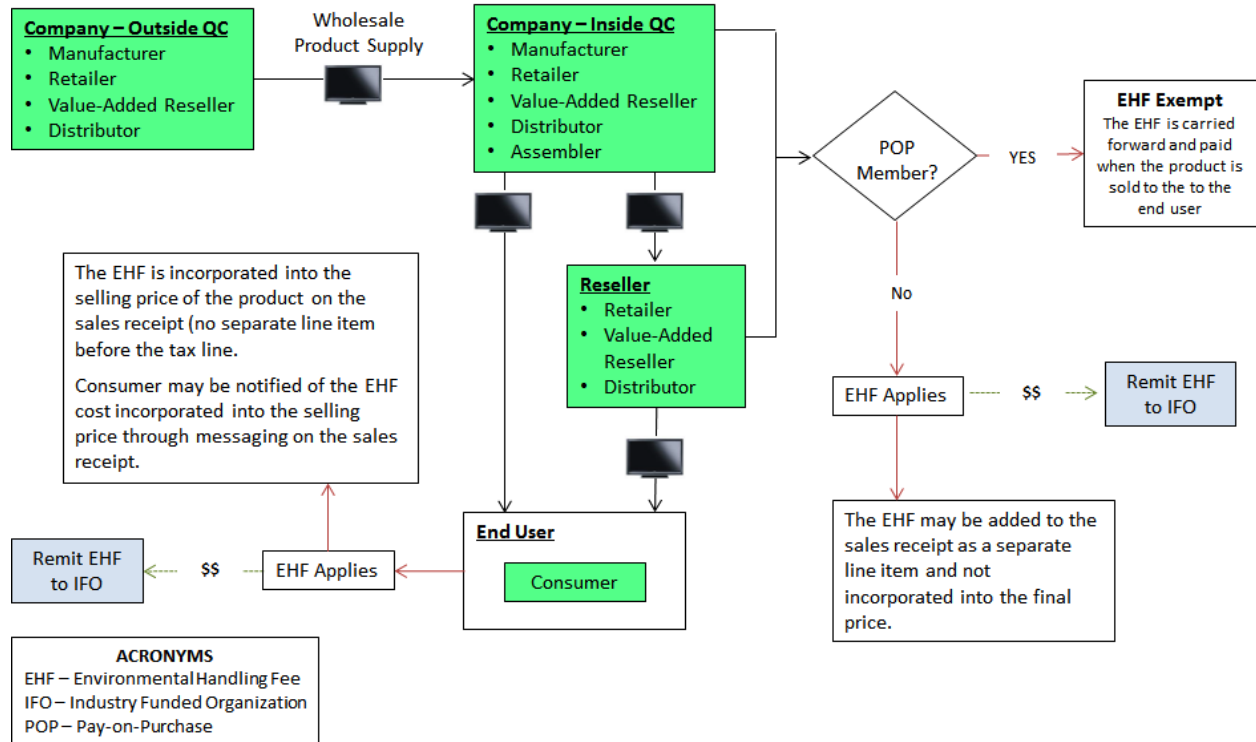 Company – Outside QC
• Manufacturer
• Retailer
• Value-Added Reseller
• Distributor
Wholesale
Product Supply
Company – Inside QC
• Manufacturer
• Retailer
• Value-Added Reseller
• Distributor
• Assembler
POP
Member?
YES
EHF Exempt
The EHF is carried
forward and paid
when the product is
sold to the to the
end user
The EHF is incorporated into the
selling price of the product on the
sales receipt (no separate line item
before the tax line.
Consumer may be notified of the EHF
cost incorporated into the selling
price through messaging on the sales
receipt.
Reseller
• Retailer
• Value-Added
Reseller
• Distributor
No
EHF Applies
$$
Remit EHF
to IFO
The EHF may be added to the
sales receipt as a separate
line item and not
incorporated into the final
price.
End User
Consumer
EHF Applies
$$
Remit EHF
to IFO
ACRONYMS
EHF – Environmental Handling Fee
IFO – Industry Funded Organization
POP – Pay-on-Purchase